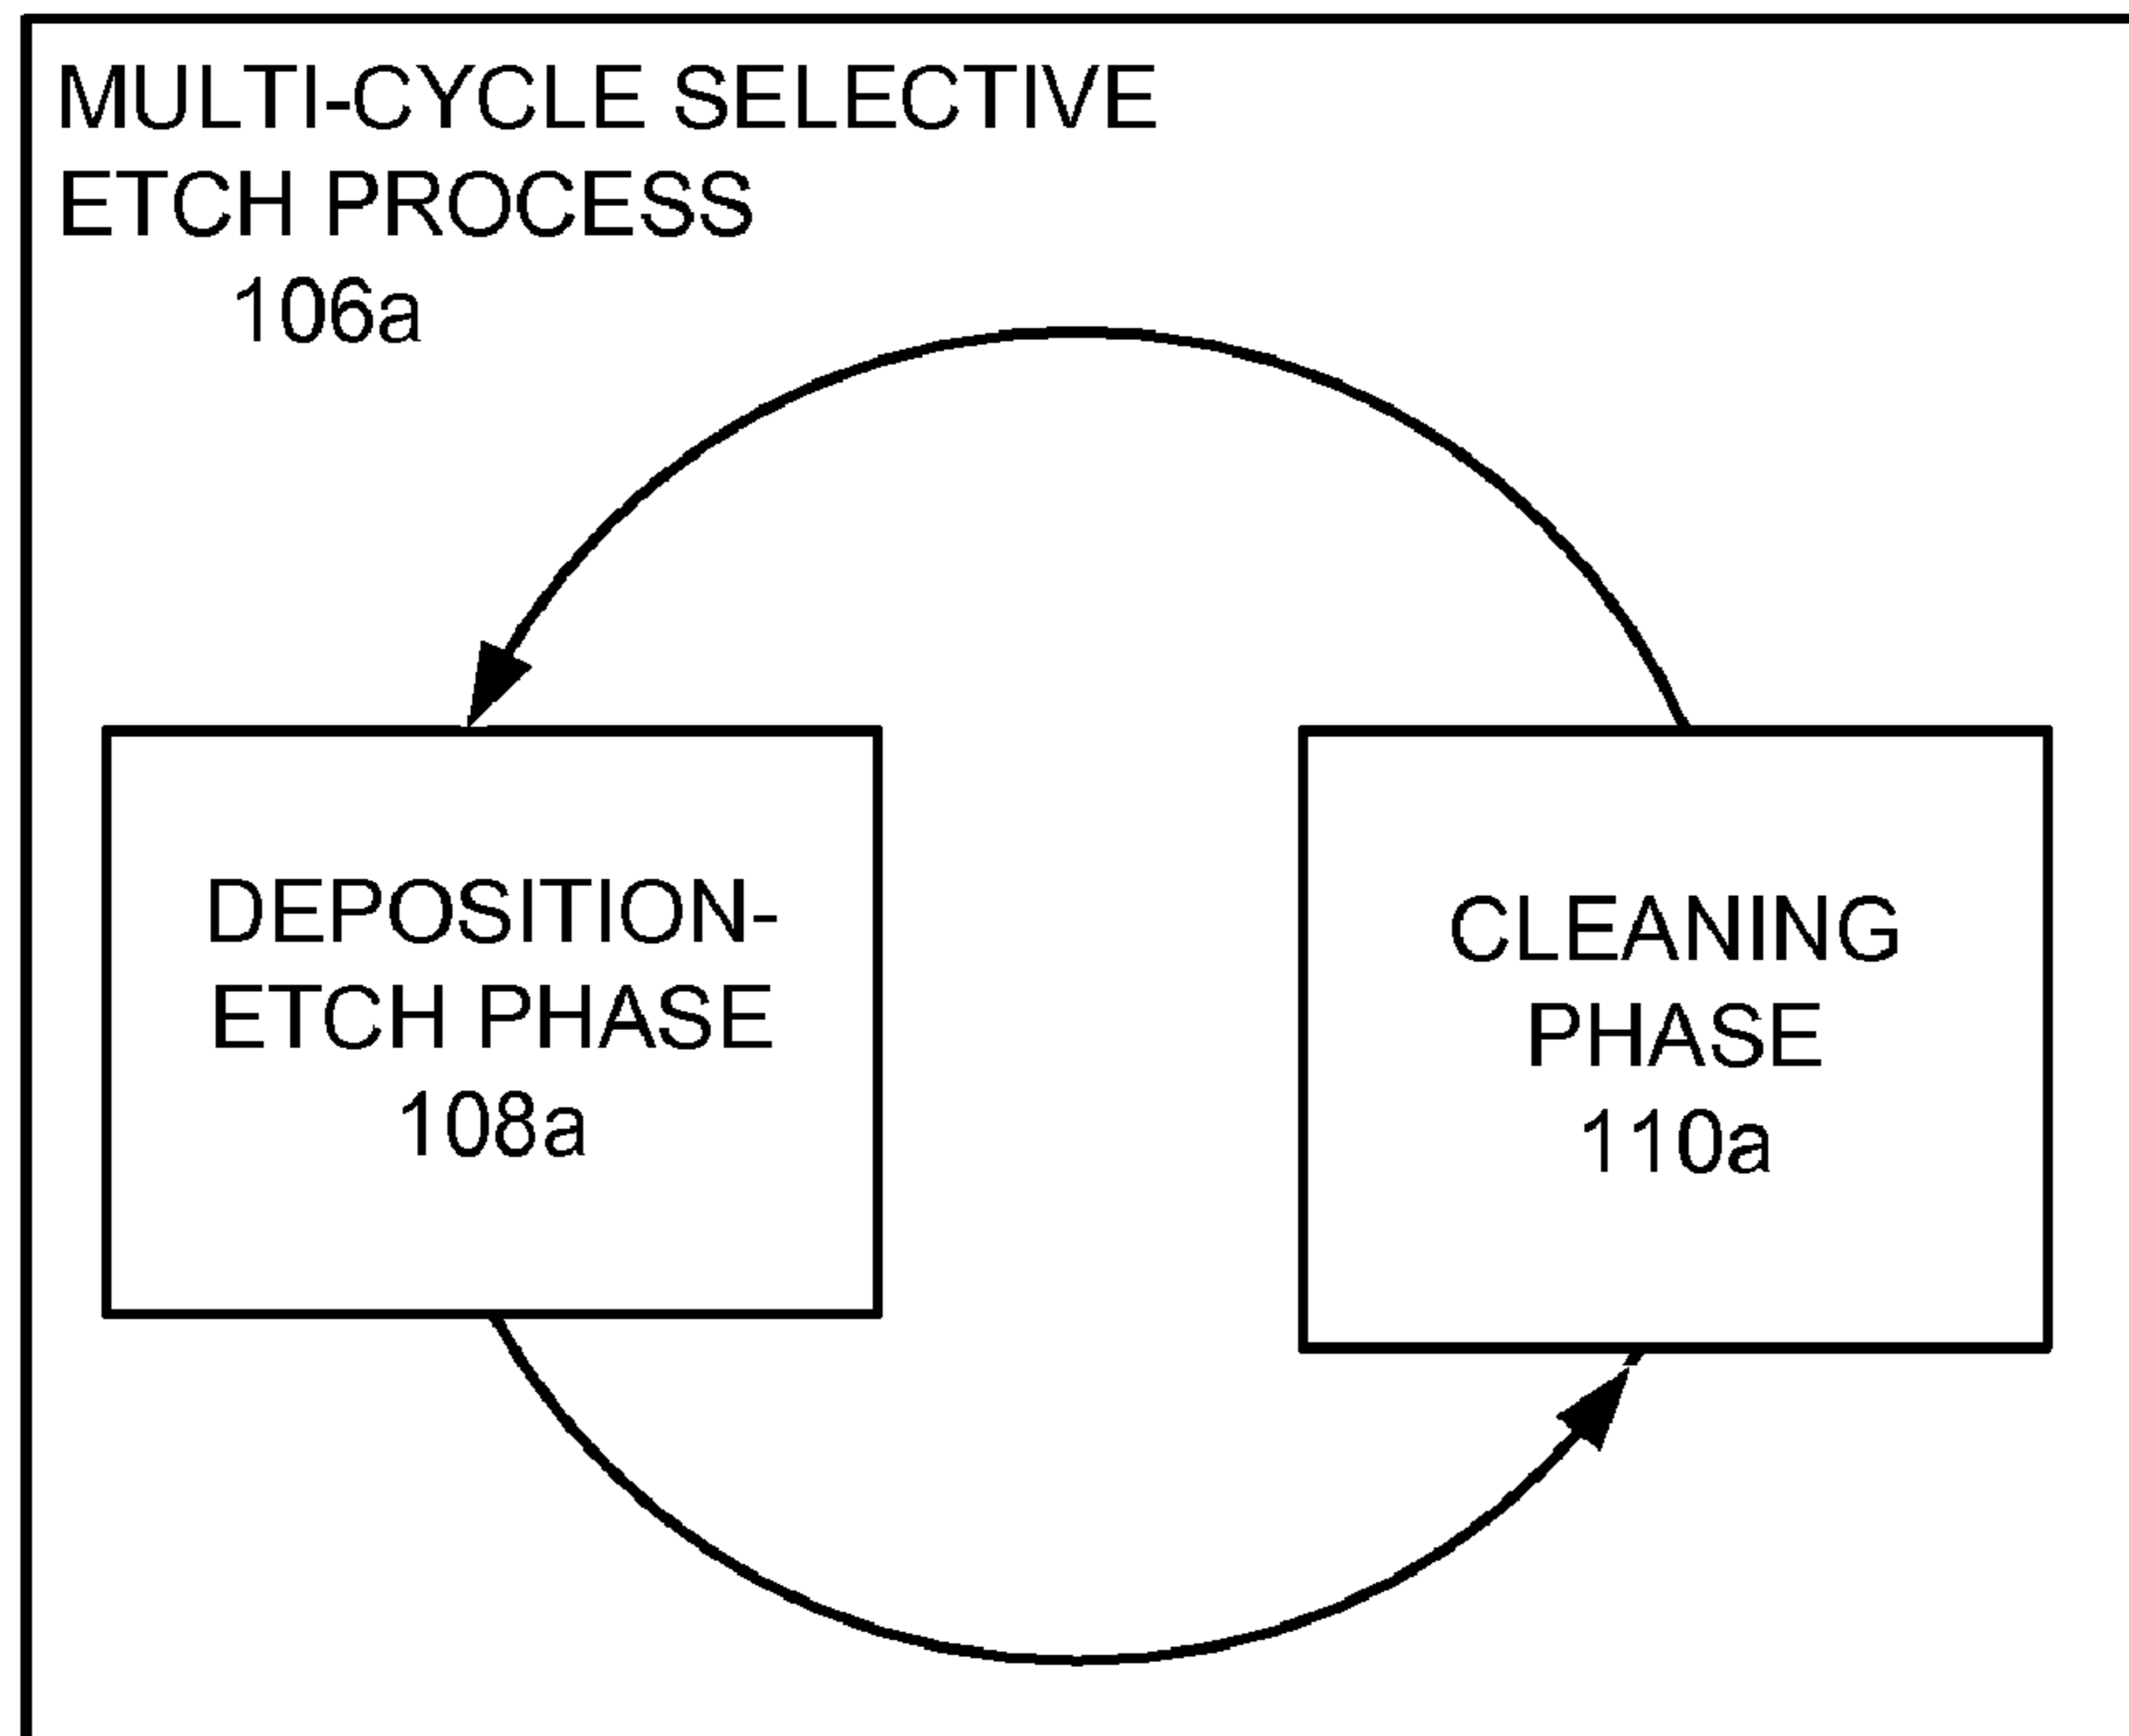 MULTI-CYCLE SELECTIVE
ETCH PROCESS
106a
DEPOSITION-
ETCH PHASE
108a
CLEANING
PHASE
110a